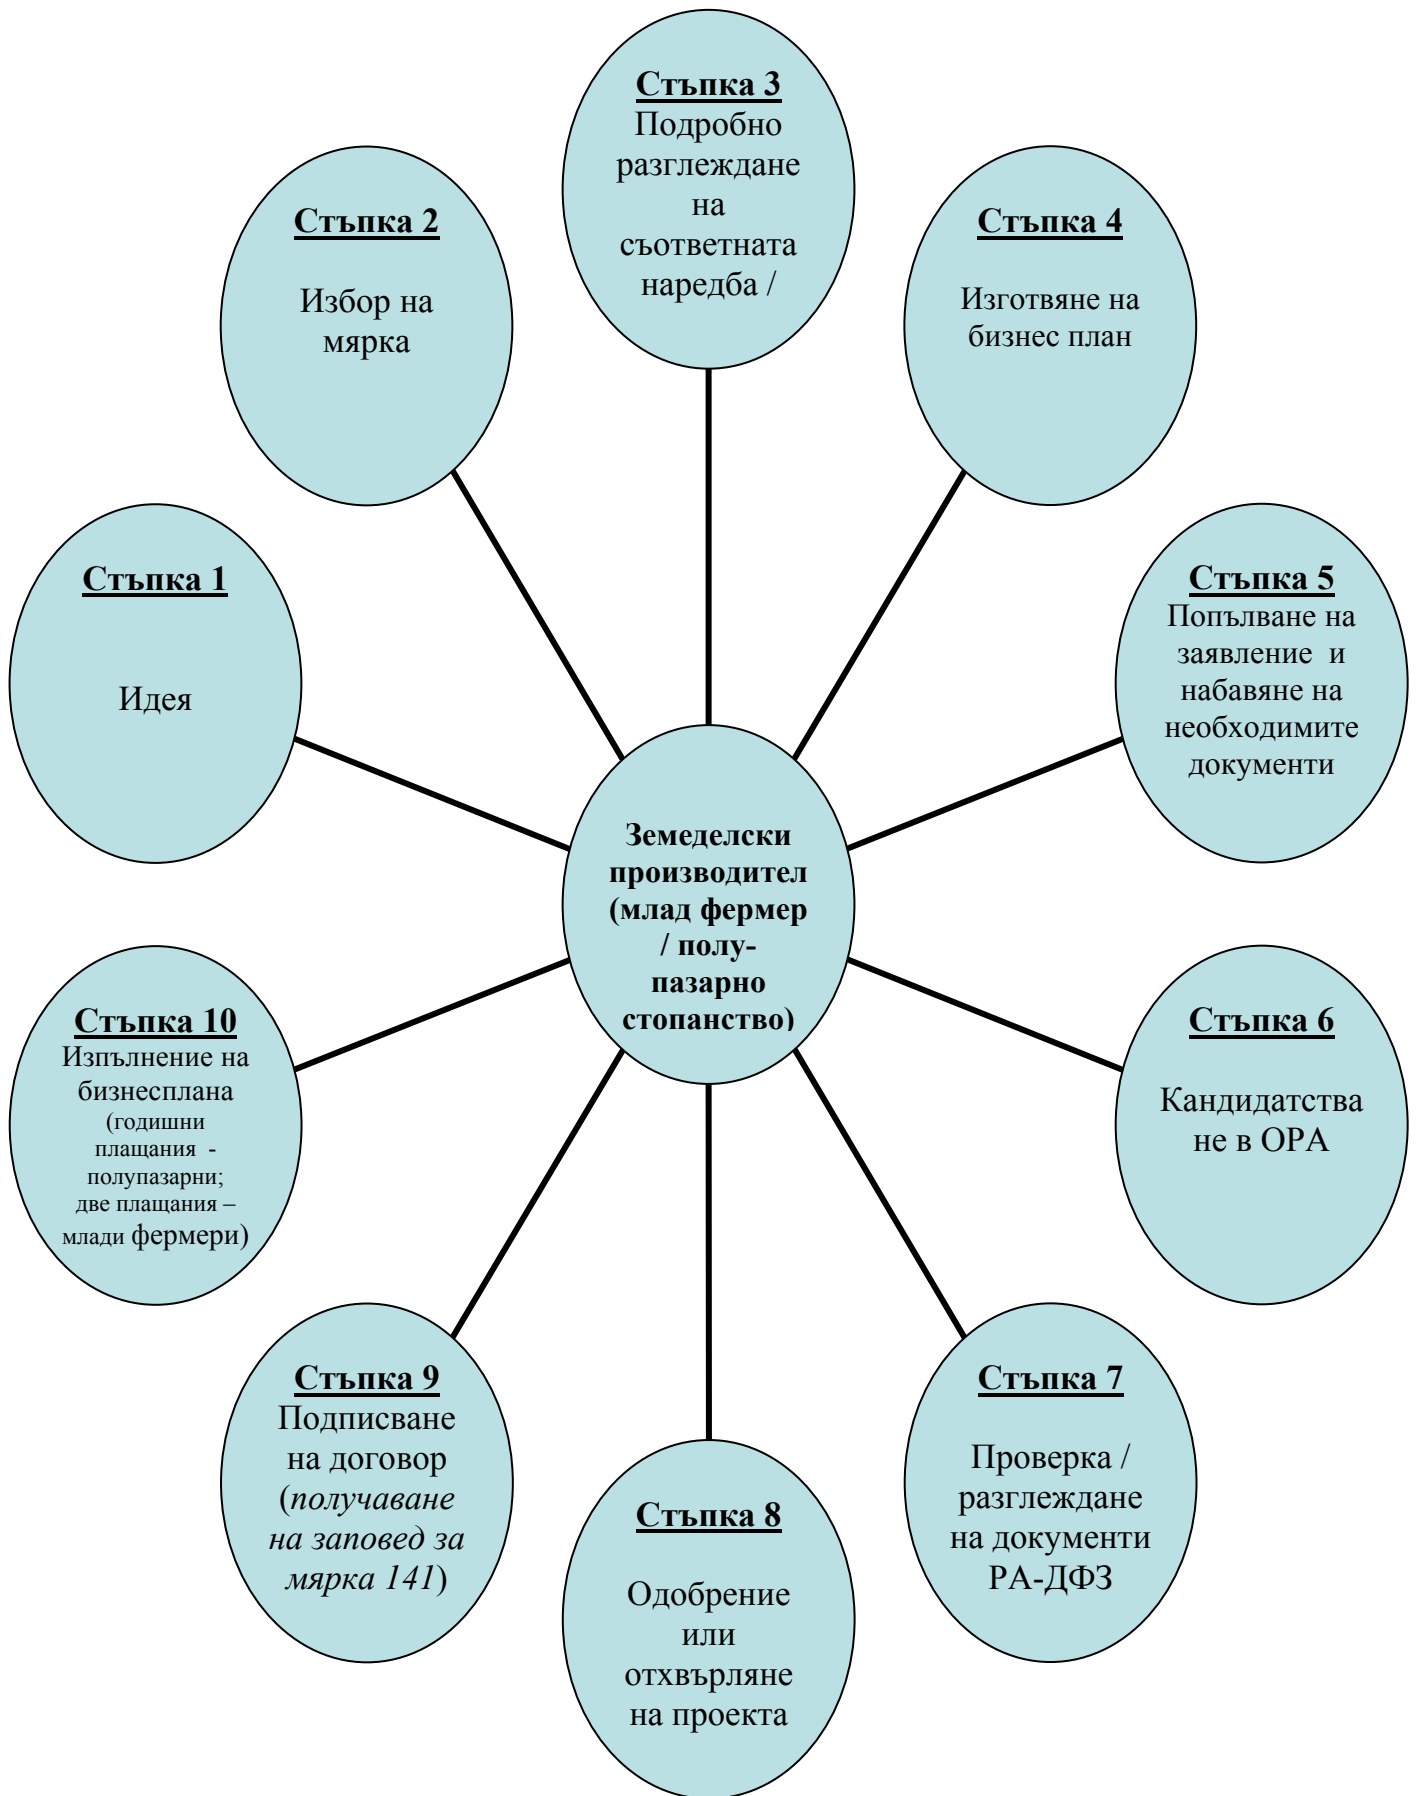 Стъпка 1
Идея
Стъпка 2
Избор на
мярка
Стъпка 3
Подробно
разглеждане
на
съответната
наредба /
Стъпка 4
Изготвяне на
бизнес план
Стъпка 5
Попълване на
заявление и
набавяне на
необходимите
документи
Стъпка 6
Кандидатства
не в ОРА
Стъпка 7
Проверка /
разглеждане
на документи
РА-ДФЗ
Стъпка 8
Одобрение
или
отхвърляне
на проекта
Стъпка 9
Подписване
на договор
(получаване
на заповед за
мярка 141)
Стъпка 10
Изпълнение на
бизнесплана
(годишни
плащания -
полупазарни;
две плащания –
млади фермери)
Земеделски
производител
(млад фермер
/ полу-
пазарно
стопанство)